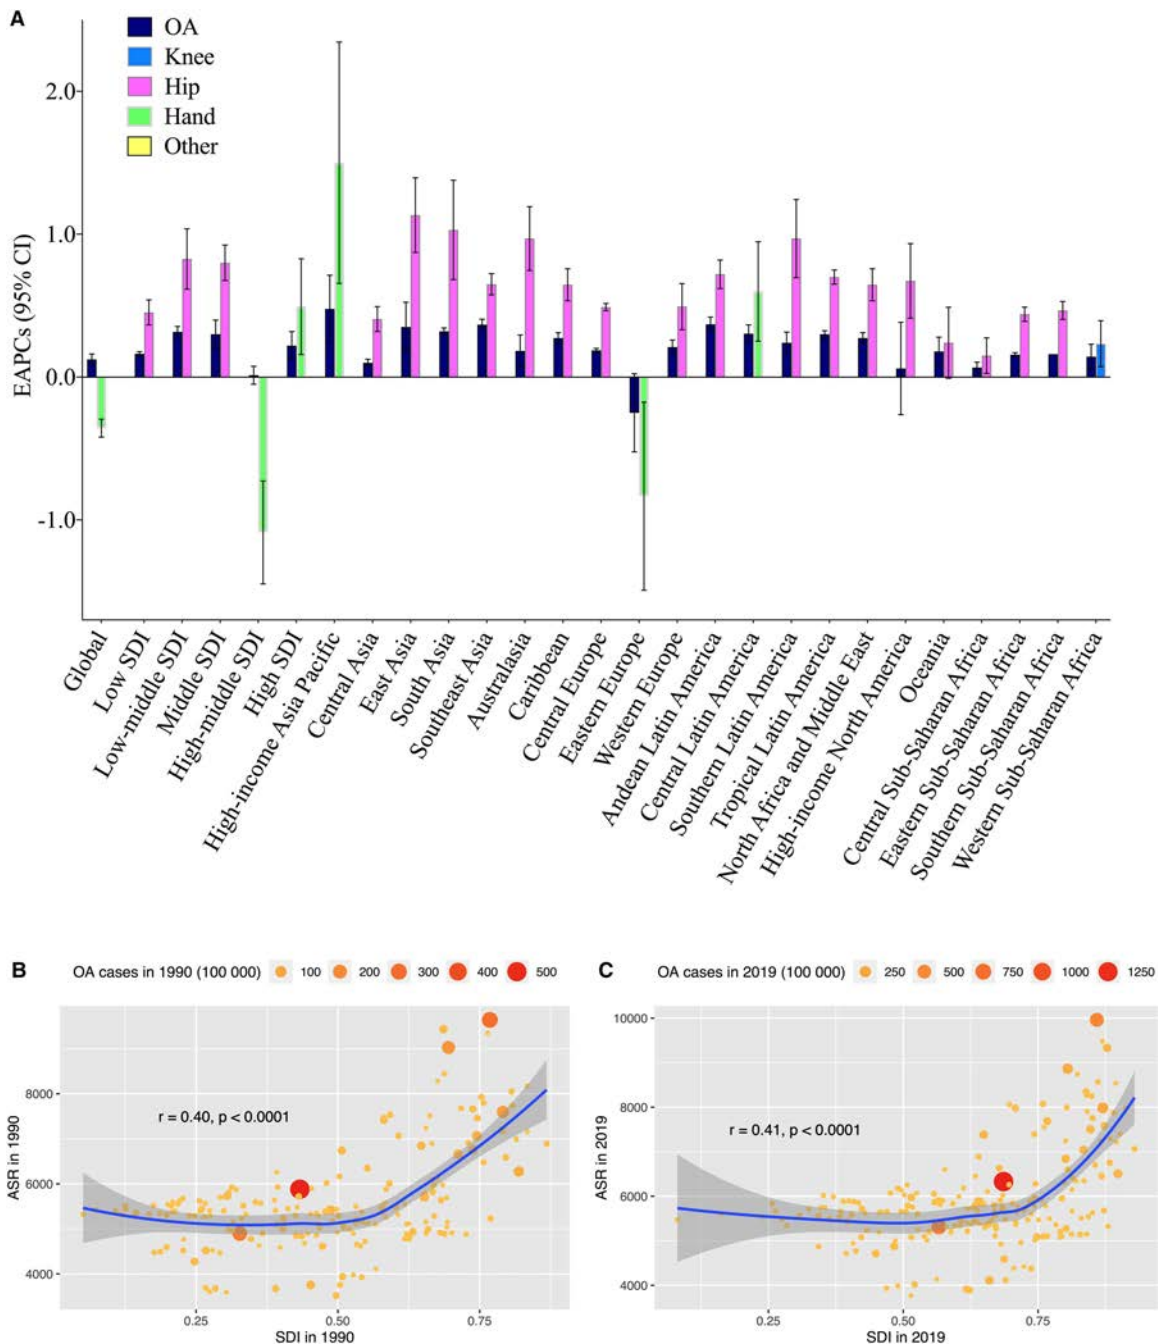 A
OA
Knee
Hip
Hand
Other
EAPCs (95% CI)
2.0
1.0
0.0
-1.0
Global
Low SDI
Low-middle SDI
Middle SDI
High-middle SDI
High SDI
High-income Asia Pacific
Central Asia
East Asia
South Asia
Southeast Asia
Australasia
Caribbean
Central Europe
Eastern Europe
Western Europe
Andean Latin America
Central Latin America
Southern Latin America
Tropical Latin America
North Africa and Middle East
High-income North America
Oceania
Central Sub-Saharan Africa
Eastern Sub-Saharan Africa
Southern Sub-Saharan Africa
Western Sub-Saharan Africa
B
OA cases in 1990 (100 000) 100 200 300 400 500
ASR in 1990
8000
6000
4000
r = 0.40, p < 0.0001
0.25 0.50 0.75
SDI in 1990
C
OA cases in 2019 (100 000) 250 500 750 1000 1250
ASR in 2019
10000
8000
6000
4000
r = 0.41, p < 0.0001
0.25 0.50 0.75
SDI in 2019